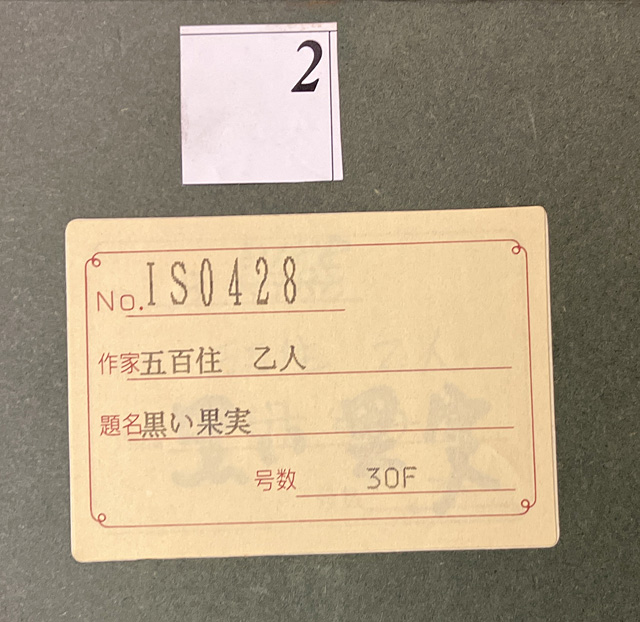 2
No. IS0428
作家 五百住 乙人
題名 黒い果実
号数 30F